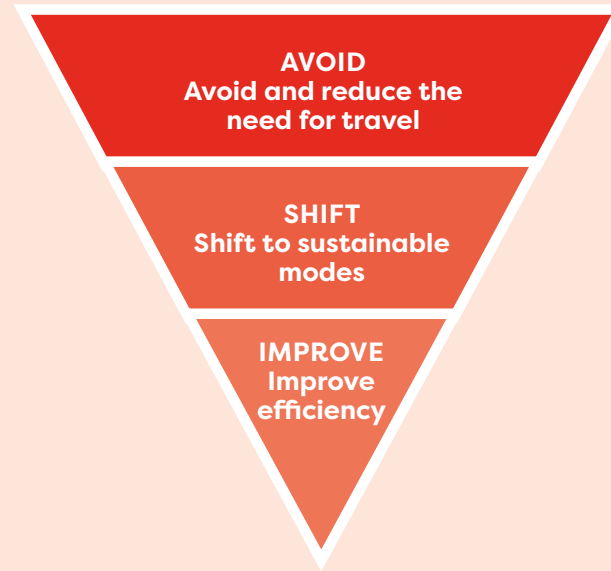 AVOID
Avoid and reduce the
need for travel
SHIFT
Shift to sustainable
modes
IMPROVE
Improve
efficiency